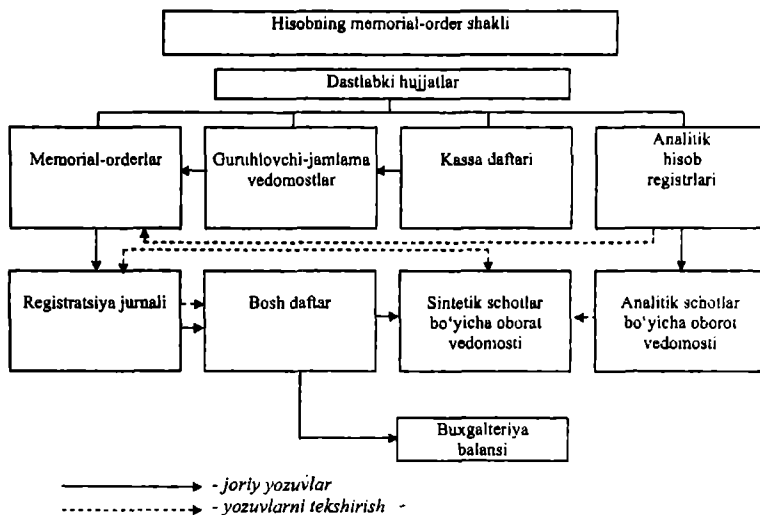 Hisobning memorial-order shakli
Dastlabki hujjatlar
Memorial-orderlar
Guruhlovchi-jamlama
vedomostlar
Kassa daftari
Analitik
hisob
registrlari
Registratsiya jurnali
Bosh daftar
Sintetik schotlar
bo‘yicha oborat
vedomosti
Analitik schotlar
bo‘yicha oborot
vedomosti
Buxgalteriya
balansi
- joriy yozuvlar
- yozuvlarni tekshirish